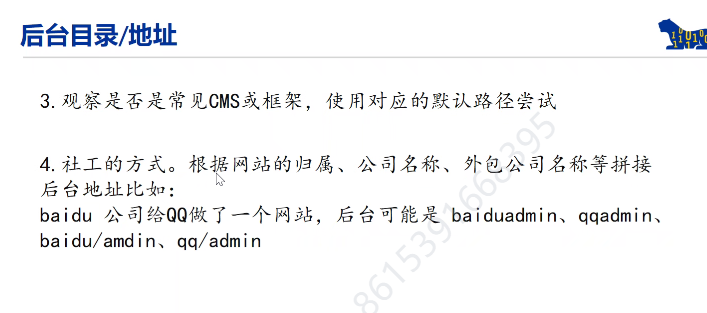 后台目录/地址
3.观察是否是常见CMS或框架，使用对应的默认路径尝试
4.社工的方式。根据网站的归属、公司名称、外包公司名称等拼接
后台地址比如：
baidu 公司给QQ做了一个网站，后台可能是 baiduadmin、qqadmin、
baidu/amdin、qq/admin
8615391668395